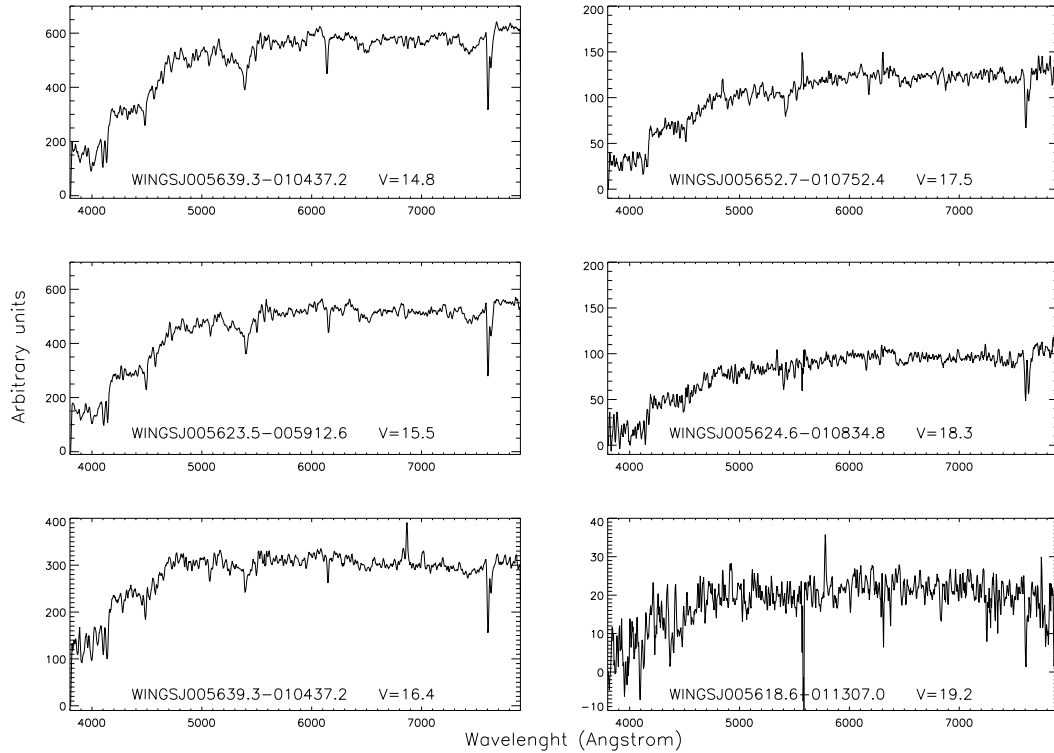 600
400
200
0
4000 5000 6000 7000
WINGSJ005639.3-010437.2 V=14.8
200
150
100
50
0
4000 5000 6000 7000
WINGSJ005652.7-010752.4 V=17.5
600
400
200
0
4000 5000 6000 7000
WINGSJ005623.5-005912.6 V=15.5
200
150
100
50
0
4000 5000 6000 7000
WINGSJ005624.6-010834.8 V=18.3
400
300
200
100
0
4000 5000 6000 7000
WINGSJ005639.3-010437.2 V=16.4
40
30
20
10
0
-10
4000 5000 6000 7000
WINGSJ005618.6-011307.0 V=19.2
Arbitrary units
Wavelenght (Angstrom)